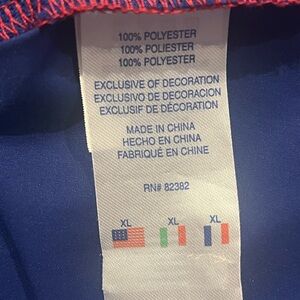 100% POLYESTER
100% POLIESTER
100% POLYESTER
EXCLUSIVE OF DECORATION
EXCLUSIVO DE DECORACION
EXCLUSIF DE DÉCORATION
MADE IN CHINA
HECHO EN CHINA
FABRIQUÉ EN CHINE
RN# 82382
XL XL XL